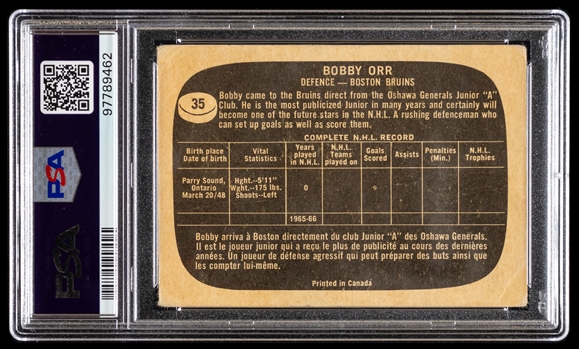 97789462
PSA
PSA
BOBBY ORR
DEFENCE — BOSTON BRUINS
35
Bobby came to the Bruins direct from the Oshawa Generals Junior "A"
Club. He is the most publicized Junior in many years and certainly will
become one of the future stars in the N.H.L. A rushing defenceman who
can set up goals as well as score them.
COMPLETE N.H.L. RECORD
Birth place Date of birth Vital Statistics Years played in N.H.L. N.H.L. Teams played on Goals Scored Assists Penalties (Min.) N.H.L. Trophies
Parry Sound, Hght.--5'11"
Ontario Wght.-175 lbs. 0
March 20/48 Shoots--Left
1965-66
Bobby arriva à Boston directement du club Junior "A" des Oshawa Generals.
Il est le joueur junior qui a reçu le plus de publicité au cours des dernières
années. Un joueur de défense agressif qui peut préparer des buts ainsi que
les compter lui-même.
Printed in Canada